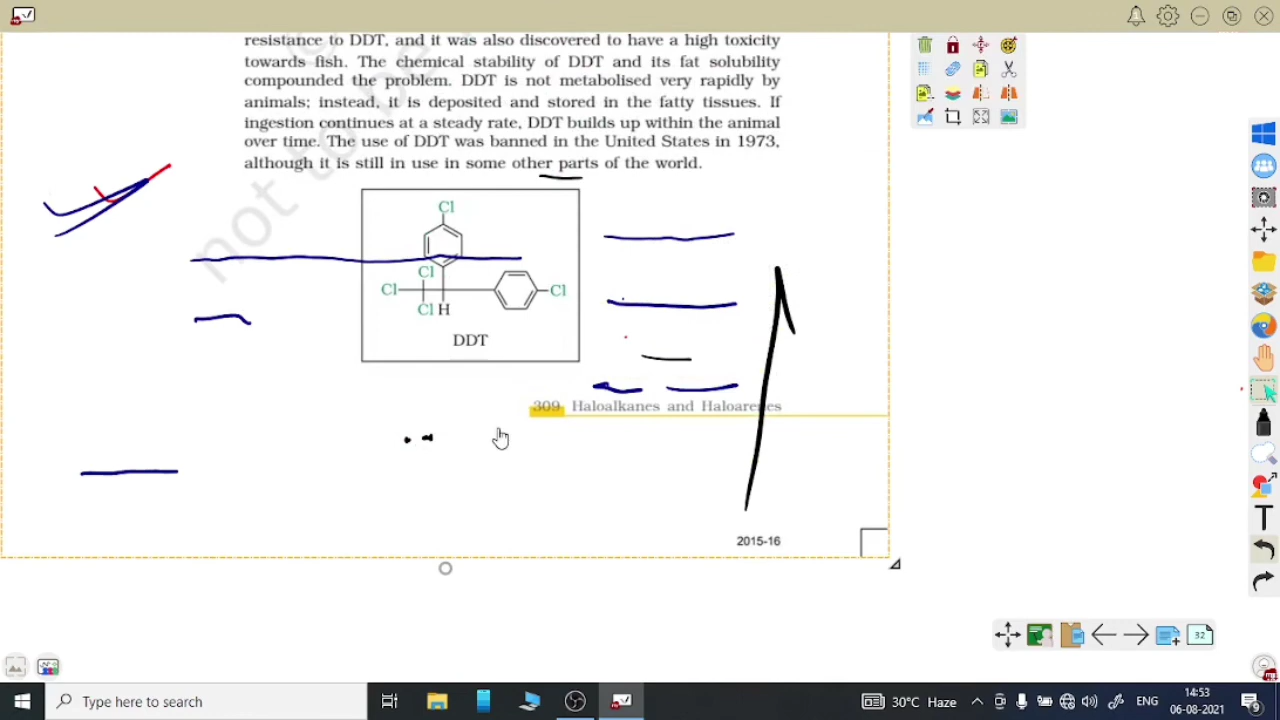 resistance to DDT, and it was also discovered to have a high toxicity
towards fish. The chemical stability of DDT and its fat solubility
compounded the problem. DDT is not metabolised very rapidly by
animals; instead, it is deposited and stored in the fatty tissues. If
ingestion continues at a steady rate, DDT builds up within the animal
over time. The use of DDT was banned in the United States in 1973,
although it is still in use in some other parts of the world.
not to be
Cl
Cl
Cl
Cl
Cl H
DDT
309 Haloalkanes and Haloarenes
2015-16
32
Type here to search
30°C Haze
ENG
14:53
06-08-2021
9